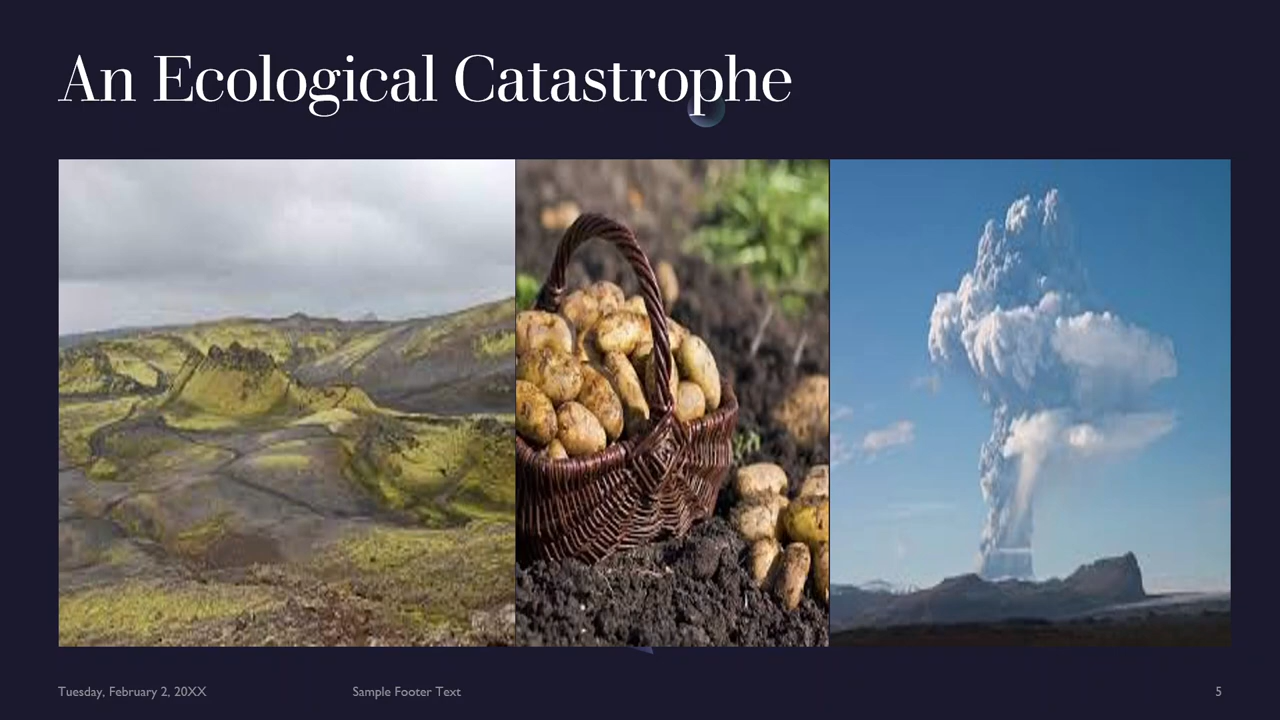 An Ecological Catastrophe
Tuesday, February 2, 20XX
Sample Footer Text
5